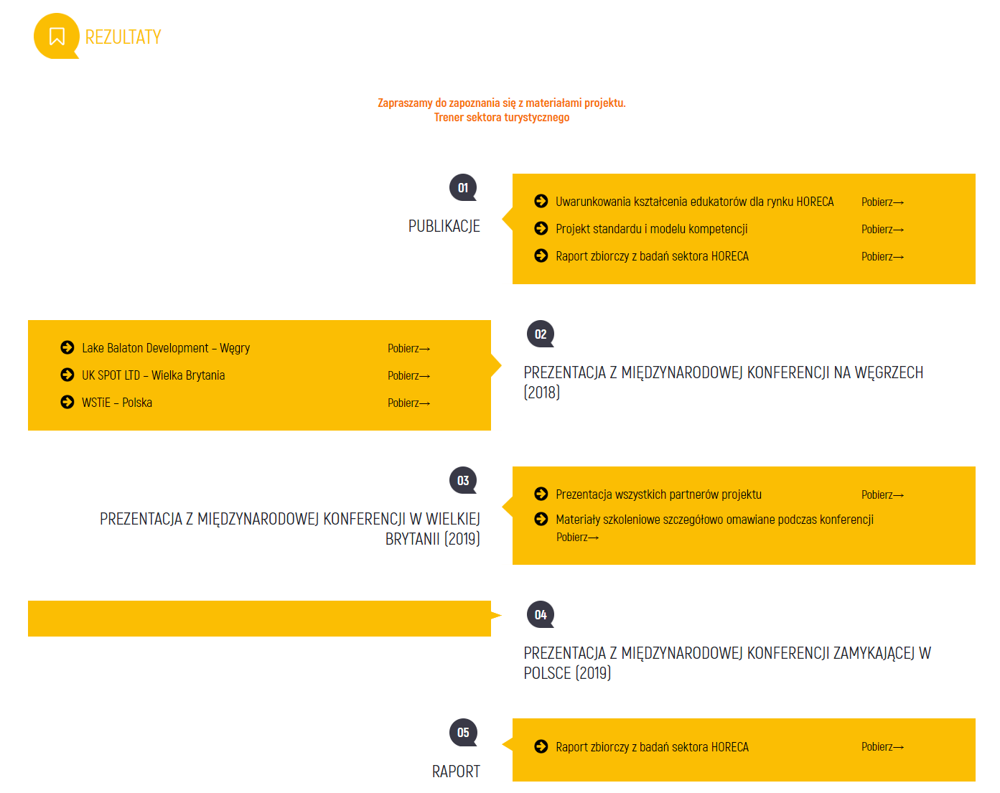 REZULTATY
Zapraszamy do zapoznania się z materiałami projektu.
Trener sektora turystycznego
01
PUBLIKACJE
Uwarunkowania kształcenia edukatorów dla rynku HORECA Pobierz→
Projekt standardu i modelu kompetencji Pobierz→
Raport zbiorczy z badań sektora HORECA Pobierz→
02
PREZENTACJA Z MIĘDZYNARODOWEJ KONFERENCJI NA WĘGRZECH
(2018)
Lake Balaton Development – Węgry Pobierz→
UK SPOT LTD – Wielka Brytania Pobierz→
WSTiE – Polska Pobierz→
03
PREZENTACJA Z MIĘDZYNARODOWEJ KONFERENCJI W WIELKIEJ
BRYTANII (2019)
Prezentacja wszystkich partnerów projektu Pobierz→
Materiały szkoleniowe szczegółowo omawiane podczas konferencji
Pobierz→
04
PREZENTACJA Z MIĘDZYNARODOWEJ KONFERENCJI ZAMYKAJĄCEJ W
POLSCE (2019)
05
RAPORT
Raport zbiorczy z badań sektora HORECA Pobierz→